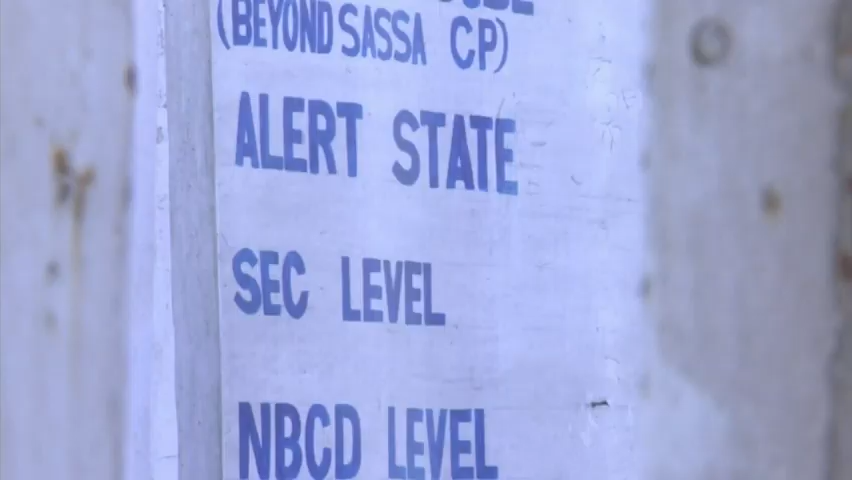 (BEYOND SASSA CP)
ALERT STATE
SEC LEVEL
NBCD LEVEL